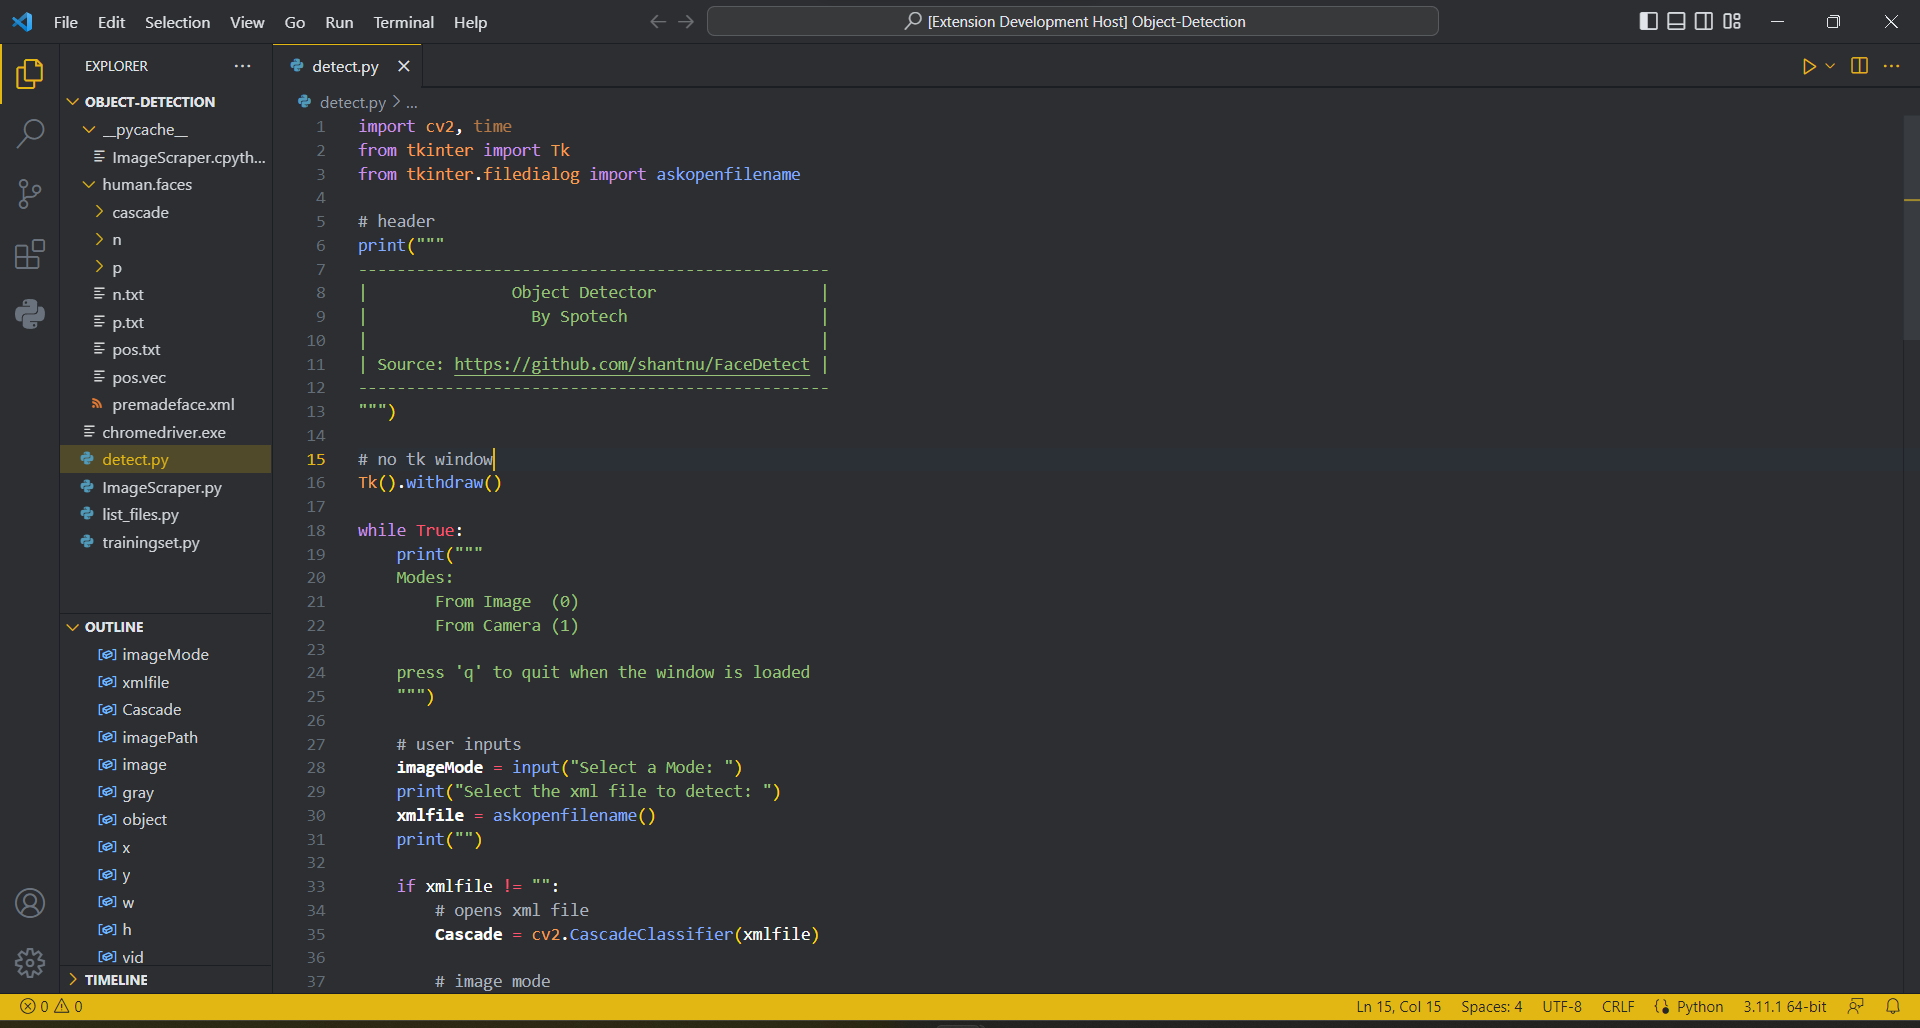 File Edit Selection View Go Run Terminal Help
[Extension Development Host] Object-Detection
EXPLORER
OBJECT-DETECTION
__pycache__
ImageScraper.cpyth...
human.faces
cascade
n
p
n.txt
p.txt
pos.txt
pos.vec
premadeface.xml
chromedriver.exe
detect.py
ImageScraper.py
list_files.py
trainingset.py
OUTLINE
imageMode
xmlfile
Cascade
imagePath
image
gray
object
x
y
w
h
vid
TIMELINE
detect.py
detect.py > ...
1 import cv2, time
2 from tkinter import Tk
3 from tkinter.filedialog import askopenfilename
4
5 # header
6 print("""
7 -------------------------------------------------
8 |               Object Detector                 |
9 |                 By Spotech                    |
10 |                                               |
11 | Source: https://github.com/shantnu/FaceDetect |
12 -------------------------------------------------
13 """)
14
15 # no tk window
16 Tk().withdraw()
17
18 while True:
19     print("""
20     Modes:
21         From Image  (0)
22         From Camera (1)
23
24     press 'q' to quit when the window is loaded
25     """)
26
27     # user inputs
28     imageMode = input("Select a Mode: ")
29     print("Select the xml file to detect: ")
30     xmlfile = askopenfilename()
31     print("")
32
33     if xmlfile != "":
34         # opens xml file
35         Cascade = cv2.CascadeClassifier(xmlfile)
36
37         # image mode
0 0
Ln 15, Col 15 Spaces: 4 UTF-8 CRLF Python 3.11.1 64-bit